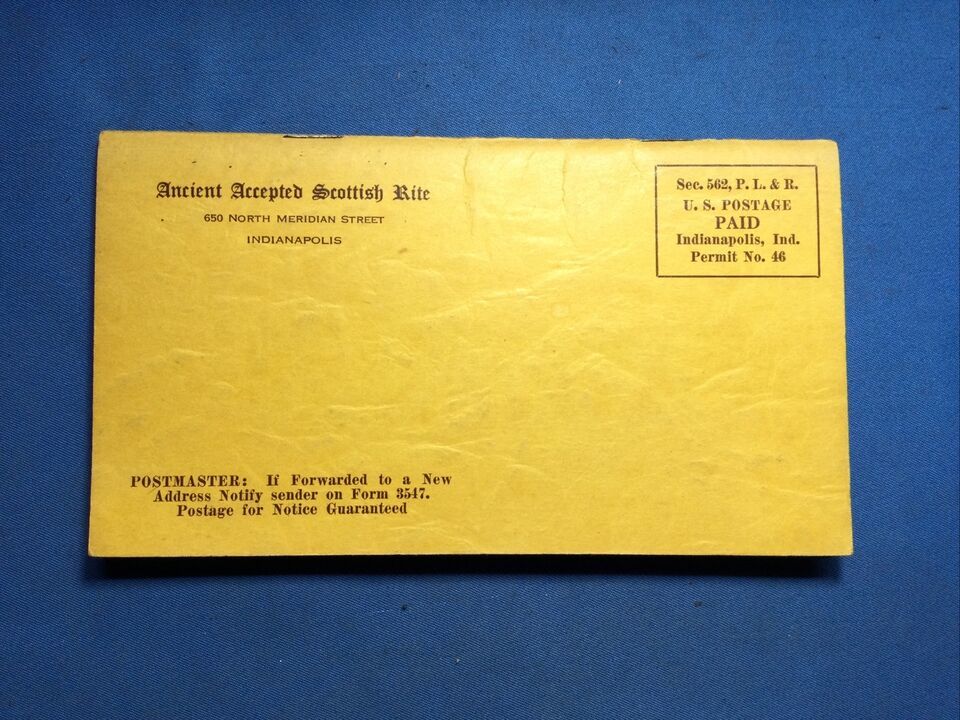 Ancient Accepted Scottish Rite
650 NORTH MERIDIAN STREET
INDIANAPOLIS
Sec. 562, P. L. & R.
U. S. POSTAGE
PAID
Indianapolis, Ind.
Permit No. 46
POSTMASTER: If Forwarded to a New
Address Notify sender on Form 3547.
Postage for Notice Guaranteed